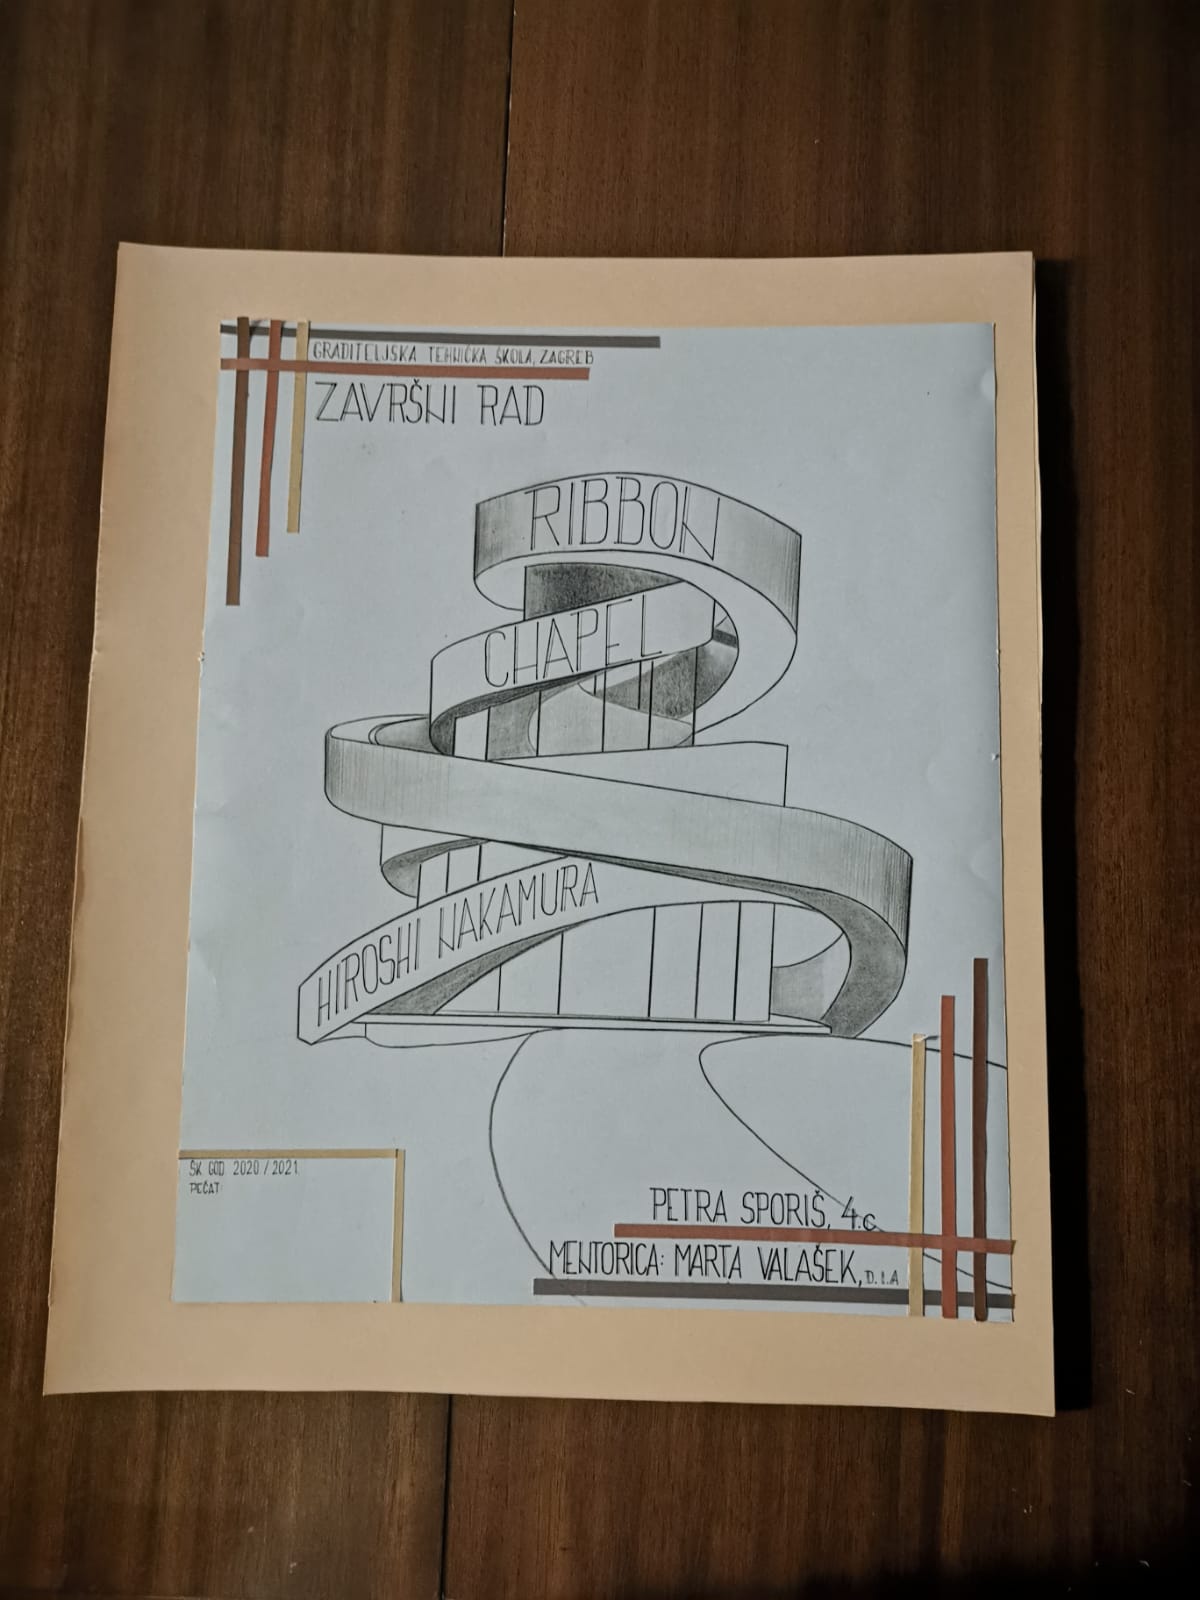 GRADITELJSKA TEHNIČKA ŠKOLA, ZAGREB
ZAVRŠNI RAD
RIBBON
CHAPEL
HIROSHI NAKAMURA
ŠK. GOD. 2020/2021.
PEČAT:
PETRA SPORIŠ, 4.c
MENTORICA: MARTA VALAŠEK, D.I.A